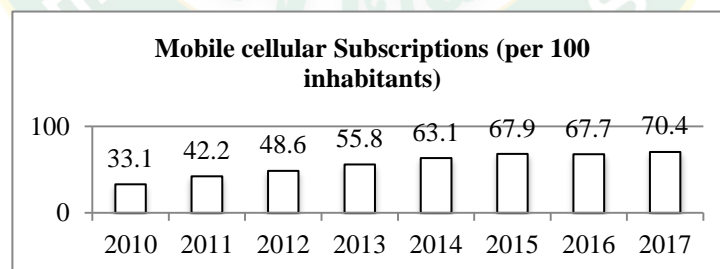 Mobile cellular Subscriptions (per 100
inhabitants)
100
0
33.1 42.2 48.6 55.8 63.1 67.9 67.7 70.4
2010 2011 2012 2013 2014 2015 2016 2017